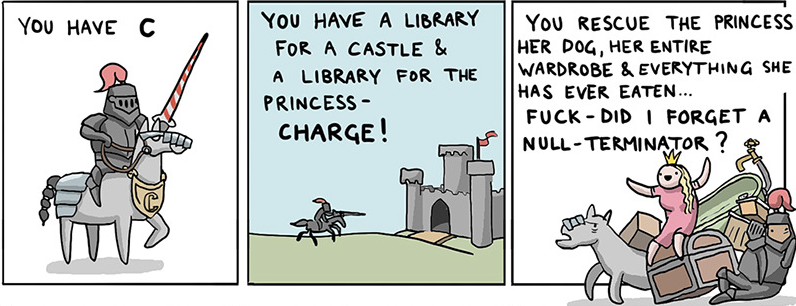 YOU HAVE C
C
YOU HAVE A LIBRARY
FOR A CASTLE &
A LIBRARY FOR THE
PRINCESS-
CHARGE!
YOU RESCUE THE PRINCESS
HER DOG, HER ENTIRE
WARDROBE & EVERYTHING SHE
HAS EVER EATEN...
FUCK-DID I FORGET A
NULL-TERMINATOR?